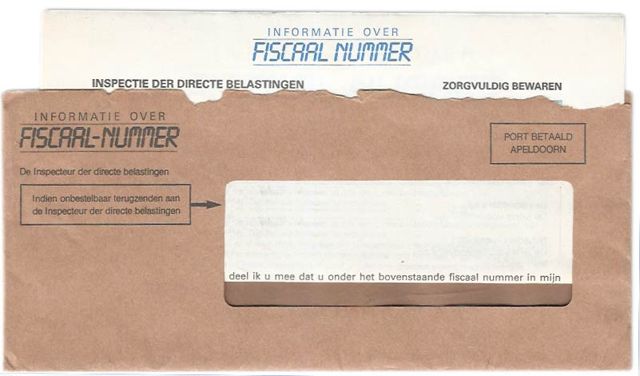 INFORMATIE OVER
FISCAAL NUMMER
INSPECTIE DER DIRECTE BELASTINGEN
ZORGVULDIG BEWAREN
INFORMATIE OVER
FISCAAL-NUMMER
De Inspecteur der directe belastingen
PORT BETAALD
APELDOORN
Indien onbestelbaar terugzenden aan
de Inspecteur der directe belastingen
deel ik u mee dat u onder het bovenstaande fiscaal nummer in mijn